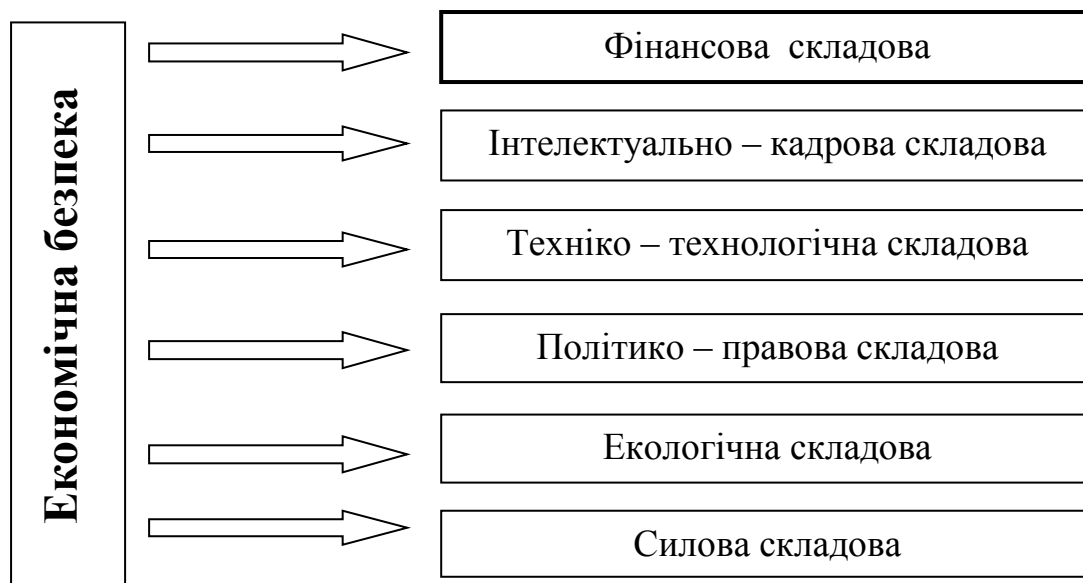 Економічна безпека
Фінансова складова
Інтелектуально – кадрова складова
Техніко – технологічна складова
Політико – правова складова
Екологічна складова
Силова складова